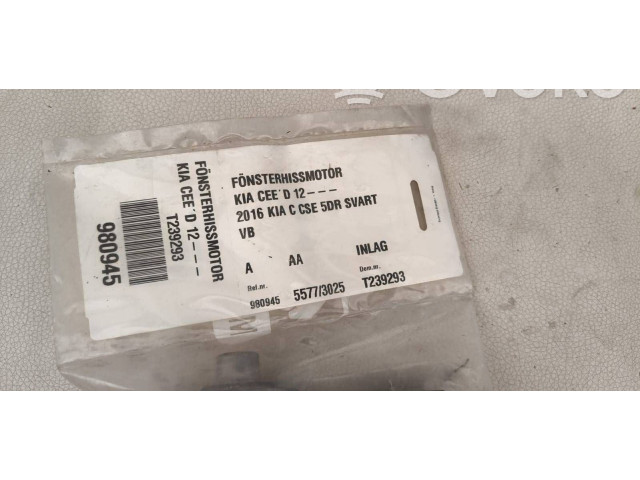 FÖNSTERHISSMOTOR
KIA CEE´D 12---
T239293
980945
FÖNSTERHISSMOTOR
KIA CEE´D 12---
2016 KIA C CSE 5DR SVART
VB
A AA INLAG
Ref.nr. Dem.nr.
980945 5577/3025 T239293